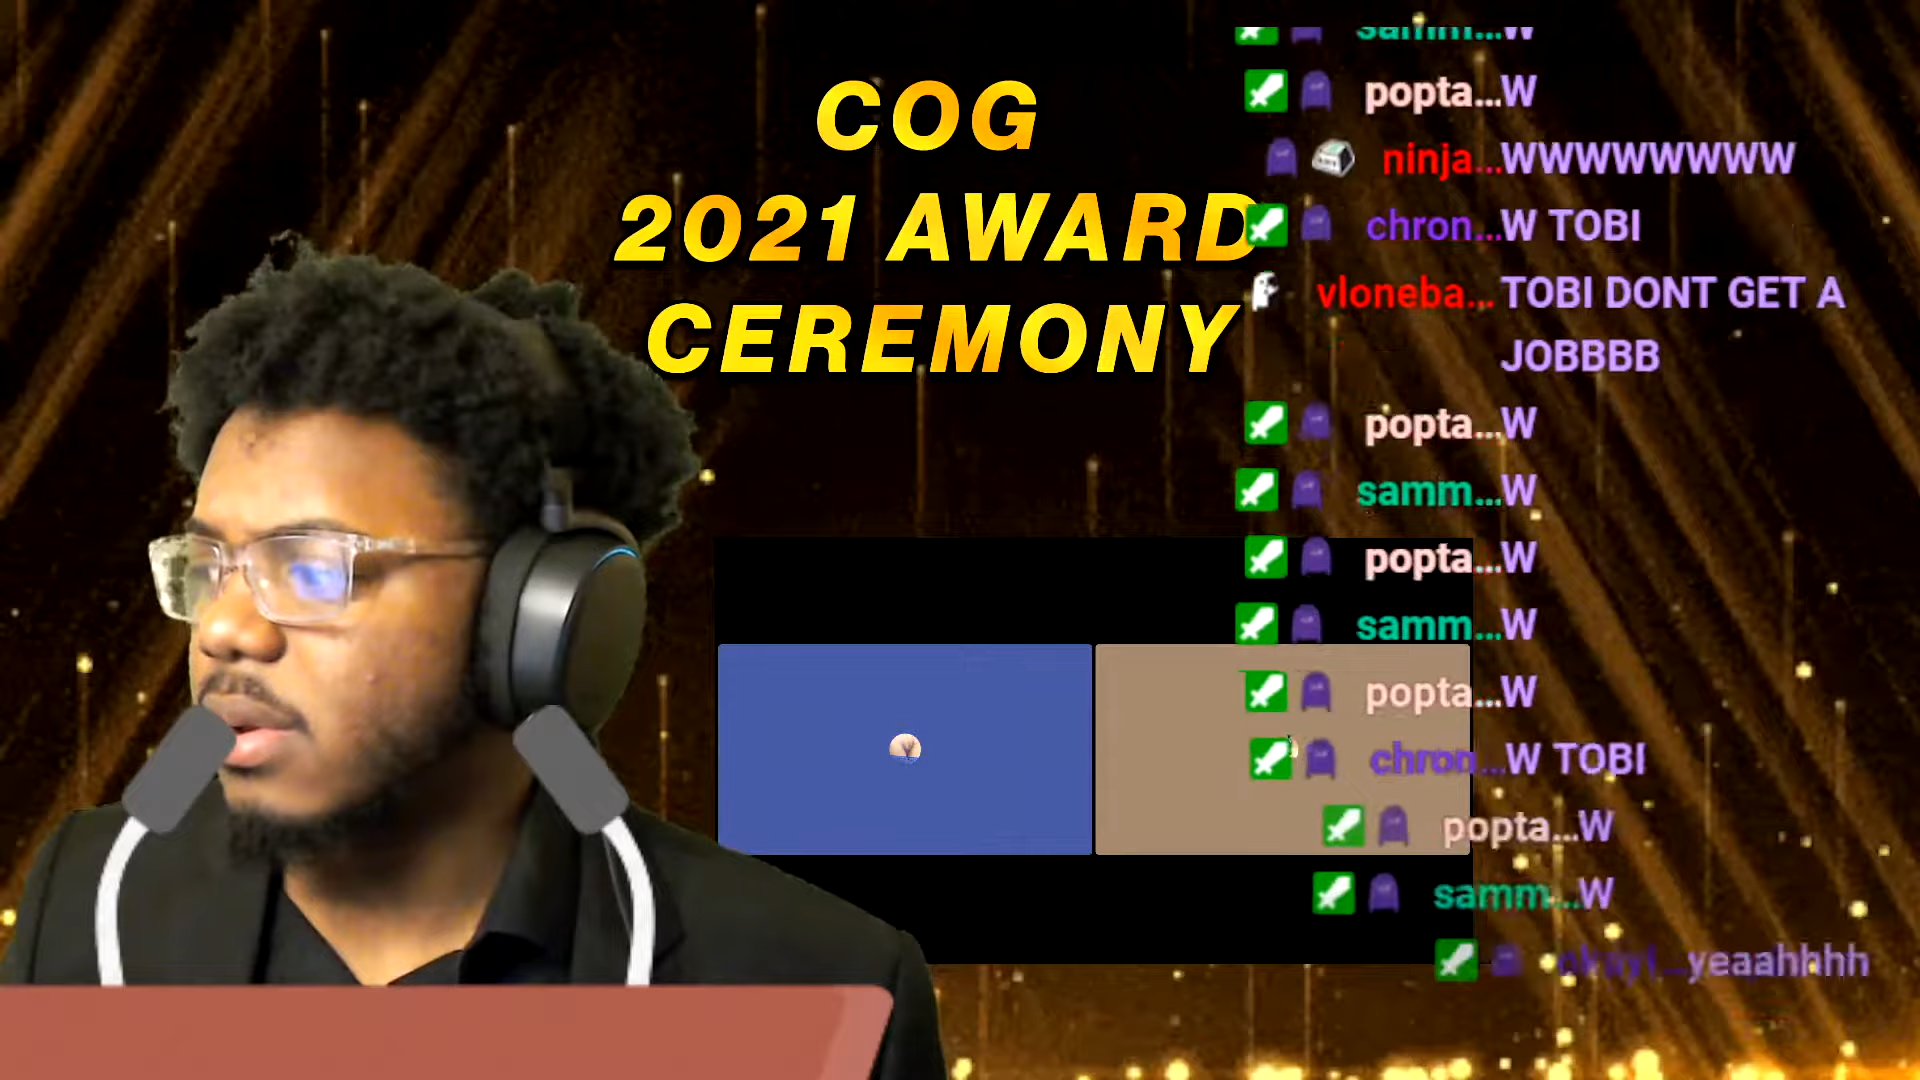 COG
2021 AWARD
CEREMONY
samm...W
popta...W
ninja...WWWWWWWW
chron...W TOBI
vloneba... TOBI DONT GET A
JOBBBB
popta...W
samm...W
popta...W
samm...W
popta...W
chron...W TOBI
popta...W
samm...W
yeaahhhh